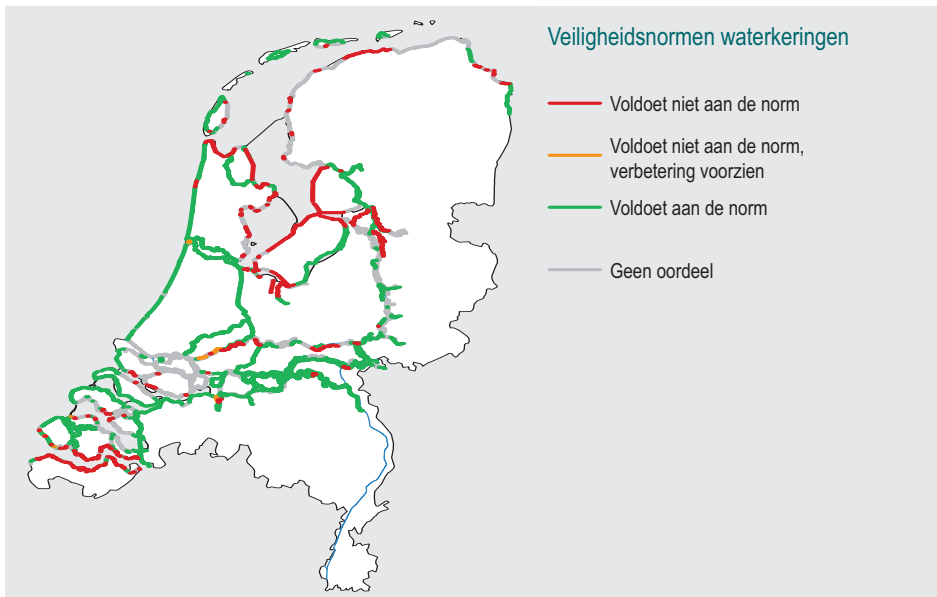 Veiligheidsnormen waterkeringen
Voldoet niet aan de norm
Voldoet niet aan de norm,
verbetering voorzien
Voldoet aan de norm
Geen oordeel